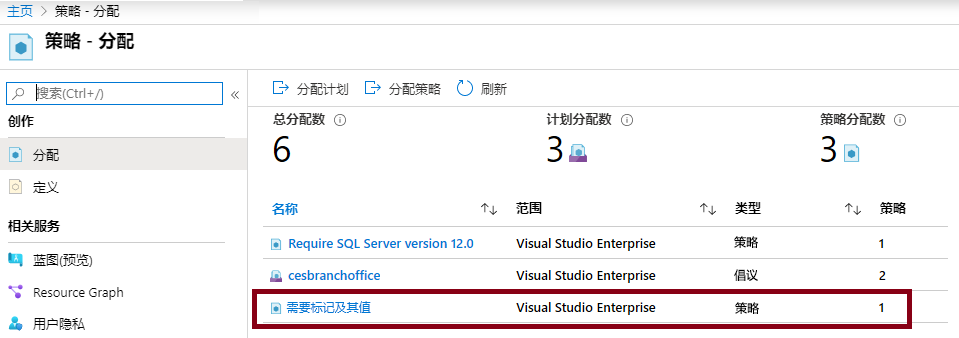 主页 > 策略 - 分配
策略 - 分配
搜索(Ctrl+/)
«
创作
分配
定义
相关服务
蓝图(预览)
Resource Graph
用户隐私
分配计划 分配策略 刷新
总分配数 计划分配数 策略分配数
6 3 3
名称 范围 类型 策略
Require SQL Server version 12.0 Visual Studio Enterprise 策略 1
cesbranchoffice Visual Studio Enterprise 倡议 2
需要标记及其值 Visual Studio Enterprise 策略 1